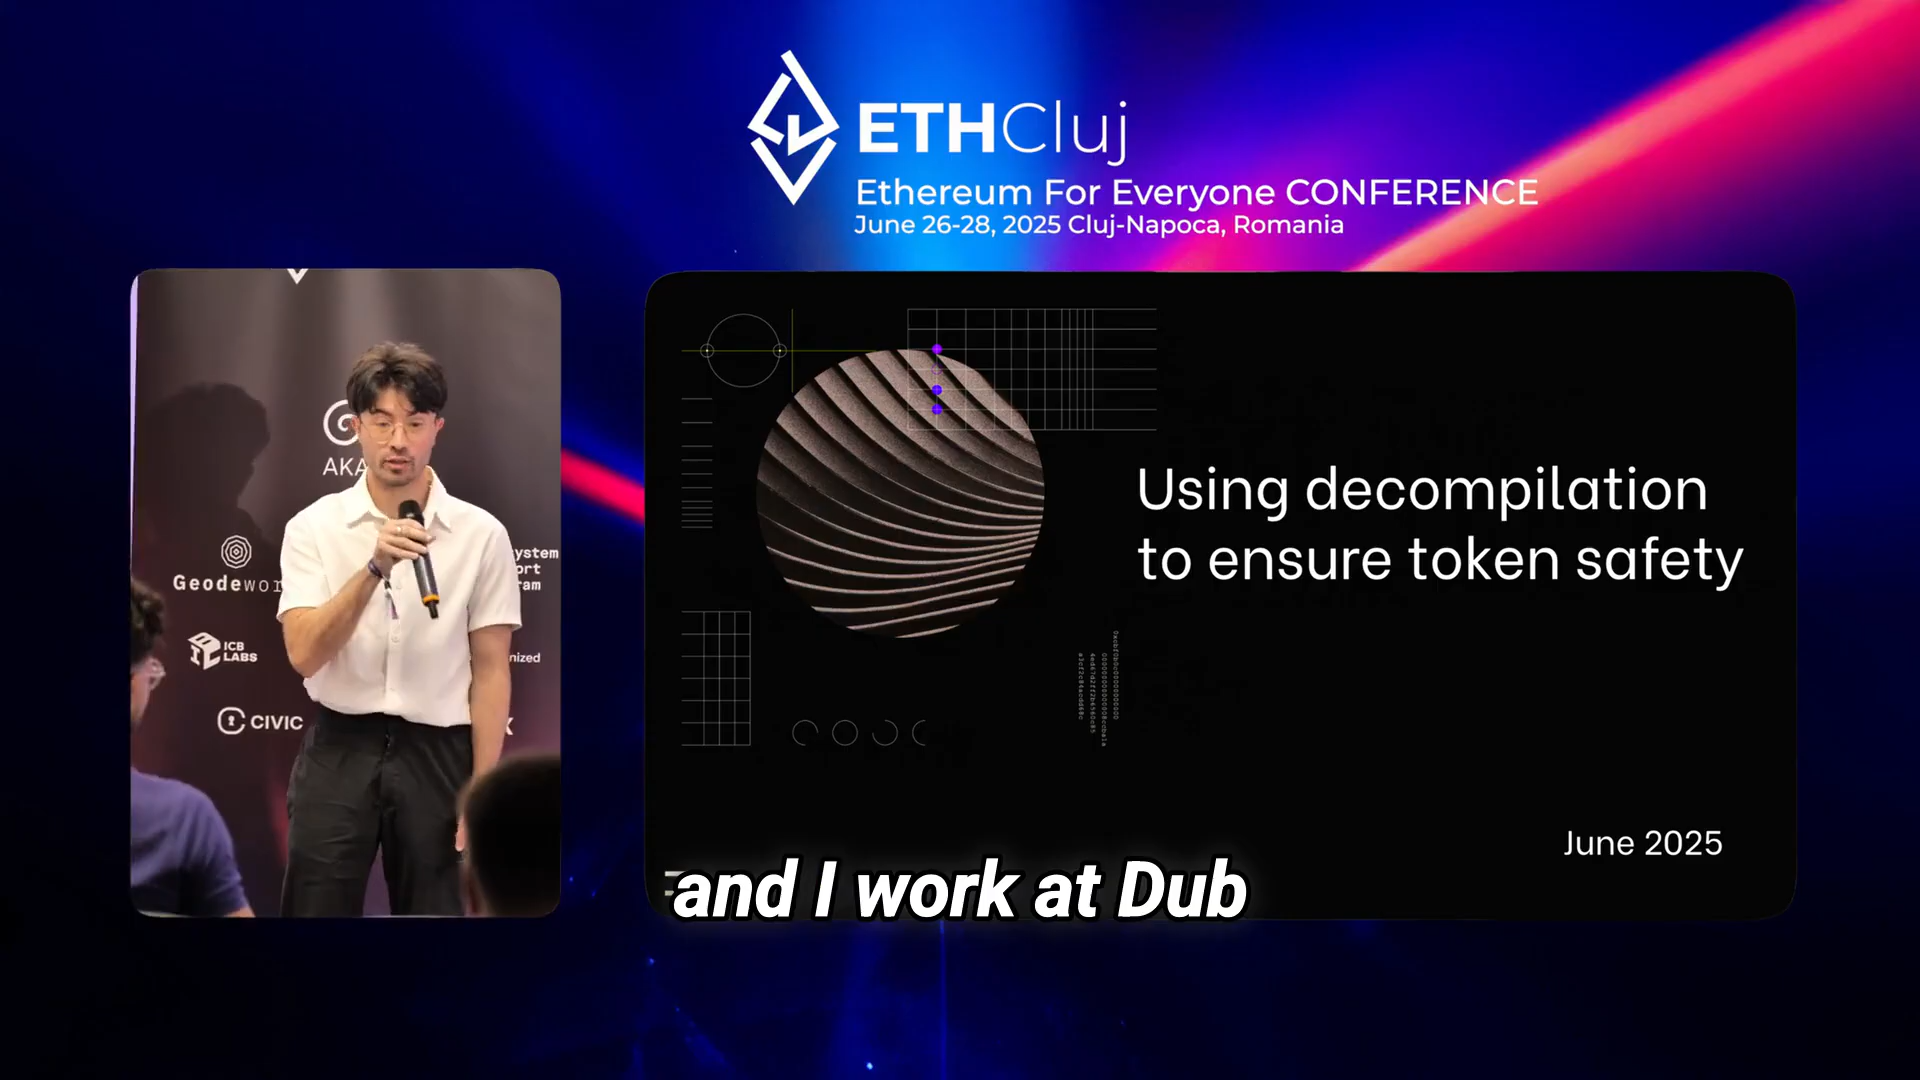 ETHCluj
Ethereum For Everyone CONFERENCE
June 26-28, 2025 Cluj-Napoca, Romania
Using decompilation
to ensure token safety
June 2025
and I work at Dub
AKA
Geodewor
ystem
ort
ram
ICB
LABS
nized
CIVIC